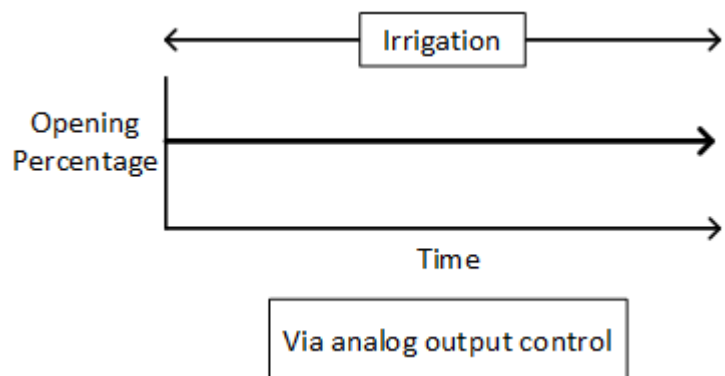 Irrigation
Opening
Percentage
Time
Via analog output control